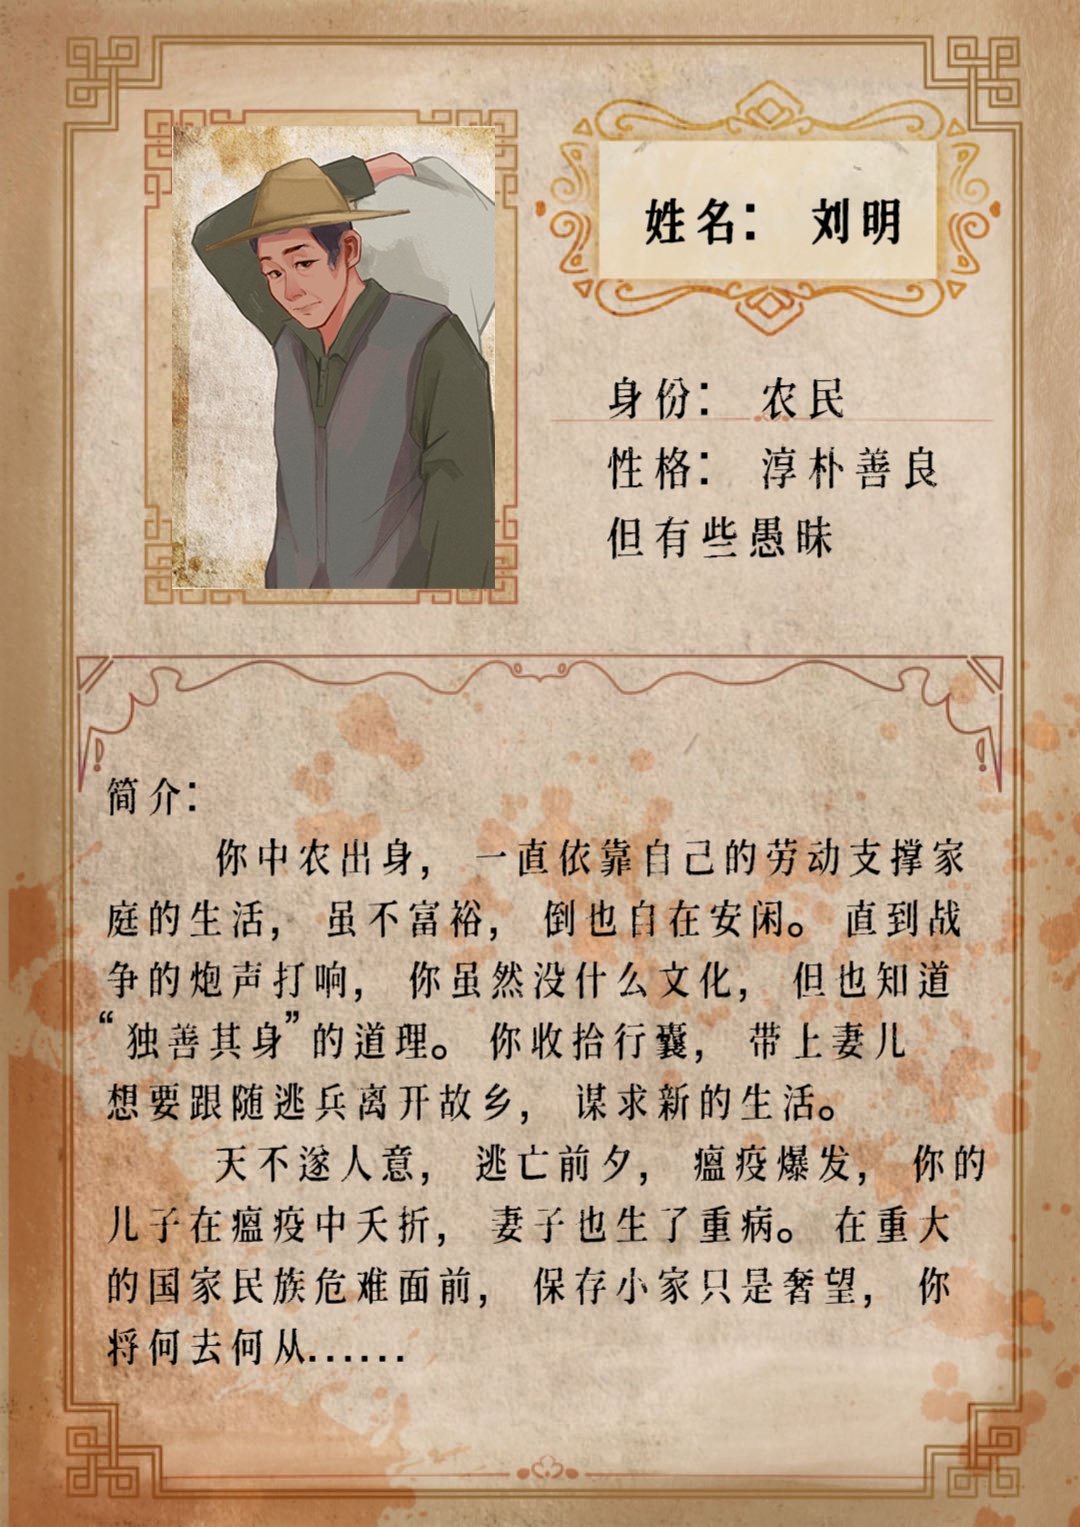 姓名： 刘明
身份： 农民
性格： 淳朴善良
但有些愚昧
简介：
你中农出身， 一直依靠自己的劳动支撑家
庭的生活， 虽不富裕， 倒也自在安闲。 直到战
争的炮声打响， 你虽然没什么文化， 但也知道
“独善其身”的道理。 你收拾行囊， 带上妻儿
想要跟随逃兵离开故乡， 谋求新的生活。
天不遂人意， 逃亡前夕， 瘟疫爆发， 你的
儿子在瘟疫中夭折， 妻子也生了重病。 在重大
的国家民族危难面前， 保存小家只是奢望， 你
将何去何从......